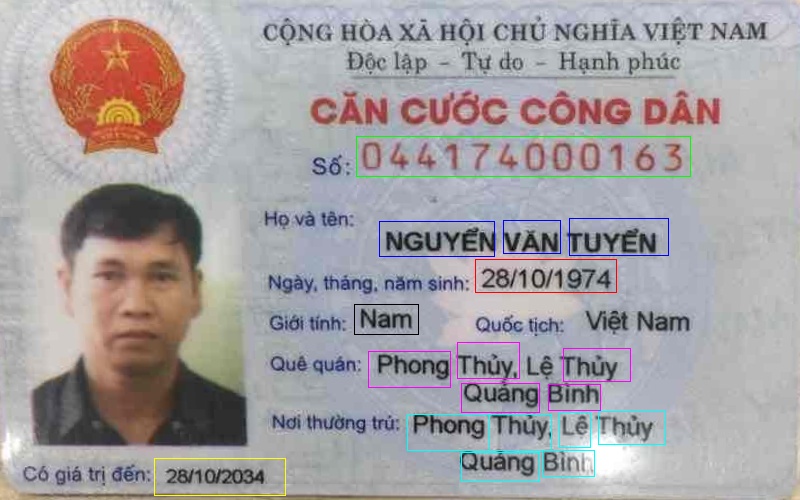 CỘNG HÒA XÃ HỘI CHỦ NGHĨA VIỆT NAM
Độc lập - Tự do - Hạnh phúc
CĂN CƯỚC CÔNG DÂN
Số: 044174000163
Họ và tên:
NGUYỂN VĂN TUYỂN
Ngày, tháng, năm sinh: 28/10/1974
Giới tính: Nam Quốc tịch: Việt Nam
Quê quán: Phong Thủy, Lệ Thủy
Quảng Bình
Nơi thường trú: Phong Thủy, Lệ Thủy
Quảng Bình
Có giá trị đến: 28/10/2034